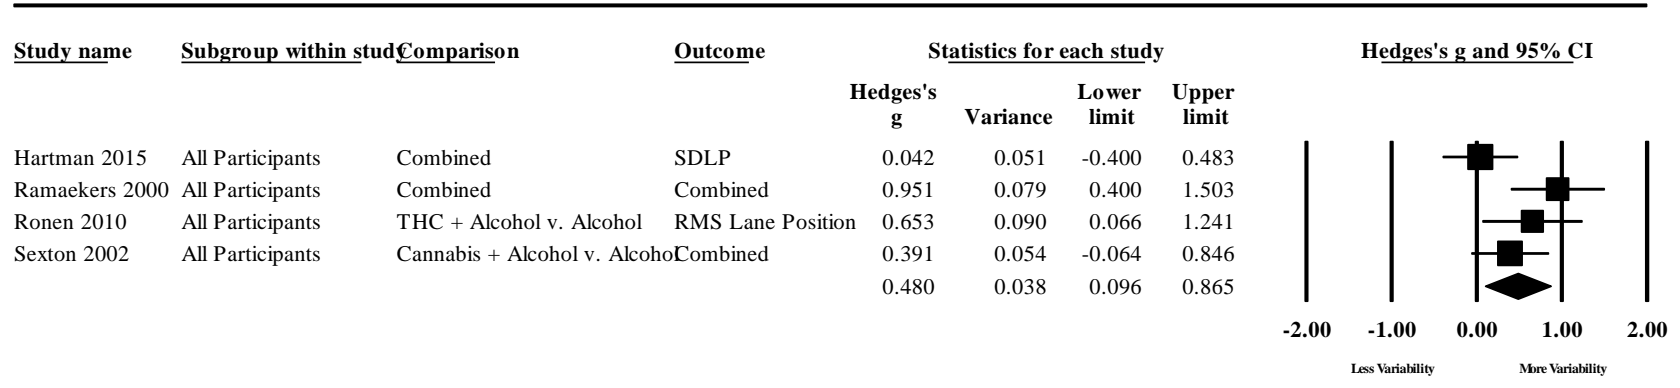 Study name Subgroup within study Comparison Outcome Statistics for each study Hedges's g and 95% CI
Hedges's Lower Upper
g Variance limit limit
Hartman 2015 All Participants Combined SDLP 0.042 0.051 -0.400 0.483
Ramaekers 2000 All Participants Combined Combined 0.951 0.079 0.400 1.503
Ronen 2010 All Participants THC + Alcohol v. Alcohol RMS Lane Position 0.653 0.090 0.066 1.241
Sexton 2002 All Participants Cannabis + Alcohol v. Alcohol Combined 0.391 0.054 -0.064 0.846
0.480 0.038 0.096 0.865
-2.00 -1.00 0.00 1.00 2.00
Less Variability More Variability